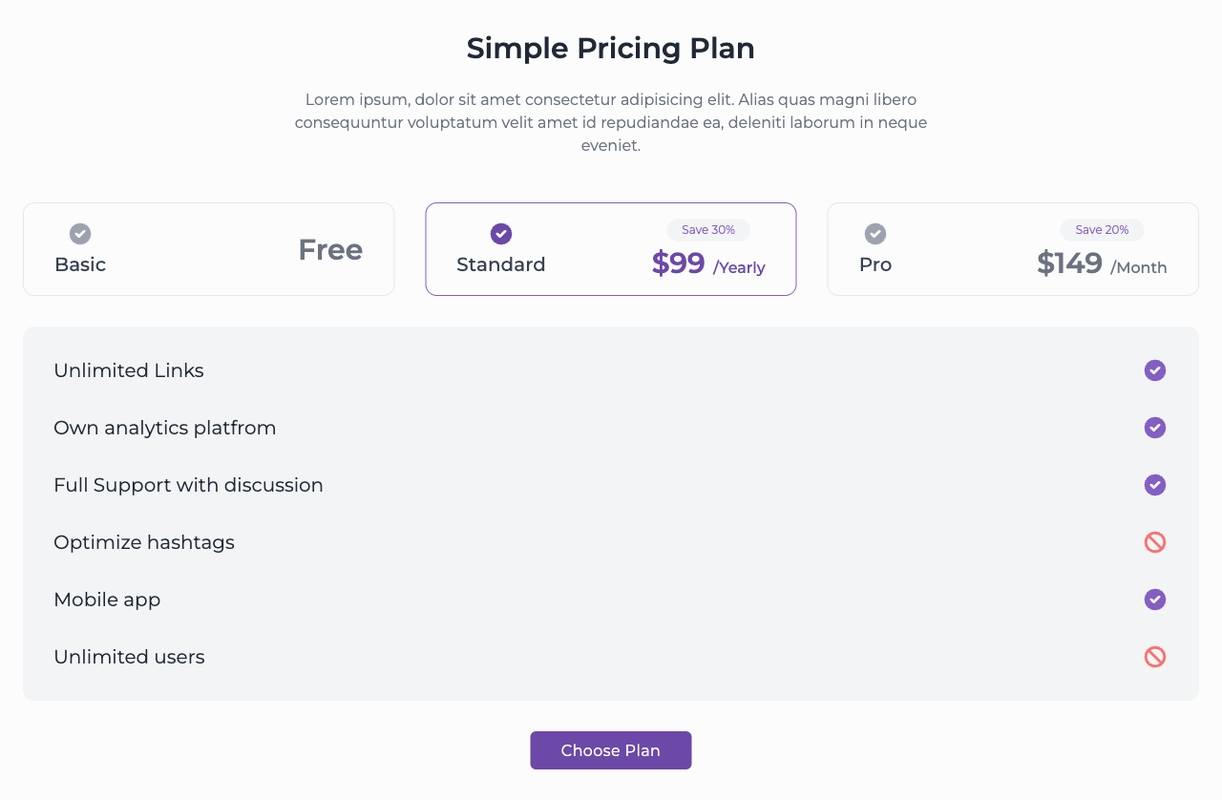 Simple Pricing Plan
Lorem ipsum, dolor sit amet consectetur adipisicing elit. Alias quas magni libero
consequuntur voluptatum velit amet id repudiandae ea, deleniti laborum in neque
eveniet.
Basic
Free
Standard
Save 30%
$99 /Yearly
Pro
Save 20%
$149 /Month
Unlimited Links
Own analytics platfrom
Full Support with discussion
Optimize hashtags
Mobile app
Unlimited users
Choose Plan